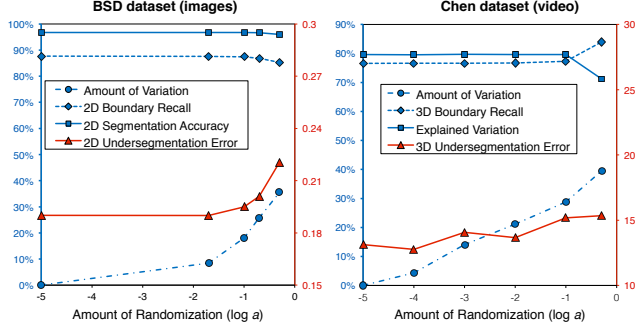 BSD dataset (images)
100%
90%
80%
70%
60%
50%
40%
30%
20%
10%
0%
0.3
0.27
0.24
0.21
0.18
0.15
Amount of Variation
2D Boundary Recall
2D Segmentation Accuracy
2D Undersegmentation Error
-5 -4 -3 -2 -1 0
Amount of Randomization (log a)
Chen dataset (video)
90%
80%
70%
60%
50%
40%
30%
20%
10%
0%
30
25
20
15
10
Amount of Variation
3D Boundary Recall
Explained Variation
3D Undersegmentation Error
-5 -4 -3 -2 -1 0
Amount of Randomization (log a)